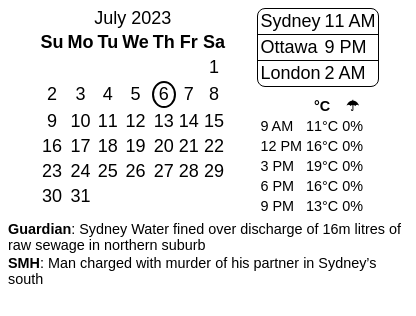 July 2023
Su Mo Tu We Th Fr Sa
1
2 3 4 5 6 7 8
9 10 11 12 13 14 15
16 17 18 19 20 21 22
23 24 25 26 27 28 29
30 31
Sydney 11 AM
Ottawa 9 PM
London 2 AM
°C ☂
9 AM 11°C 0%
12 PM 16°C 0%
3 PM 19°C 0%
6 PM 16°C 0%
9 PM 13°C 0%
Guardian: Sydney Water fined over discharge of 16m litres of
raw sewage in northern suburb
SMH: Man charged with murder of his partner in Sydney's
south